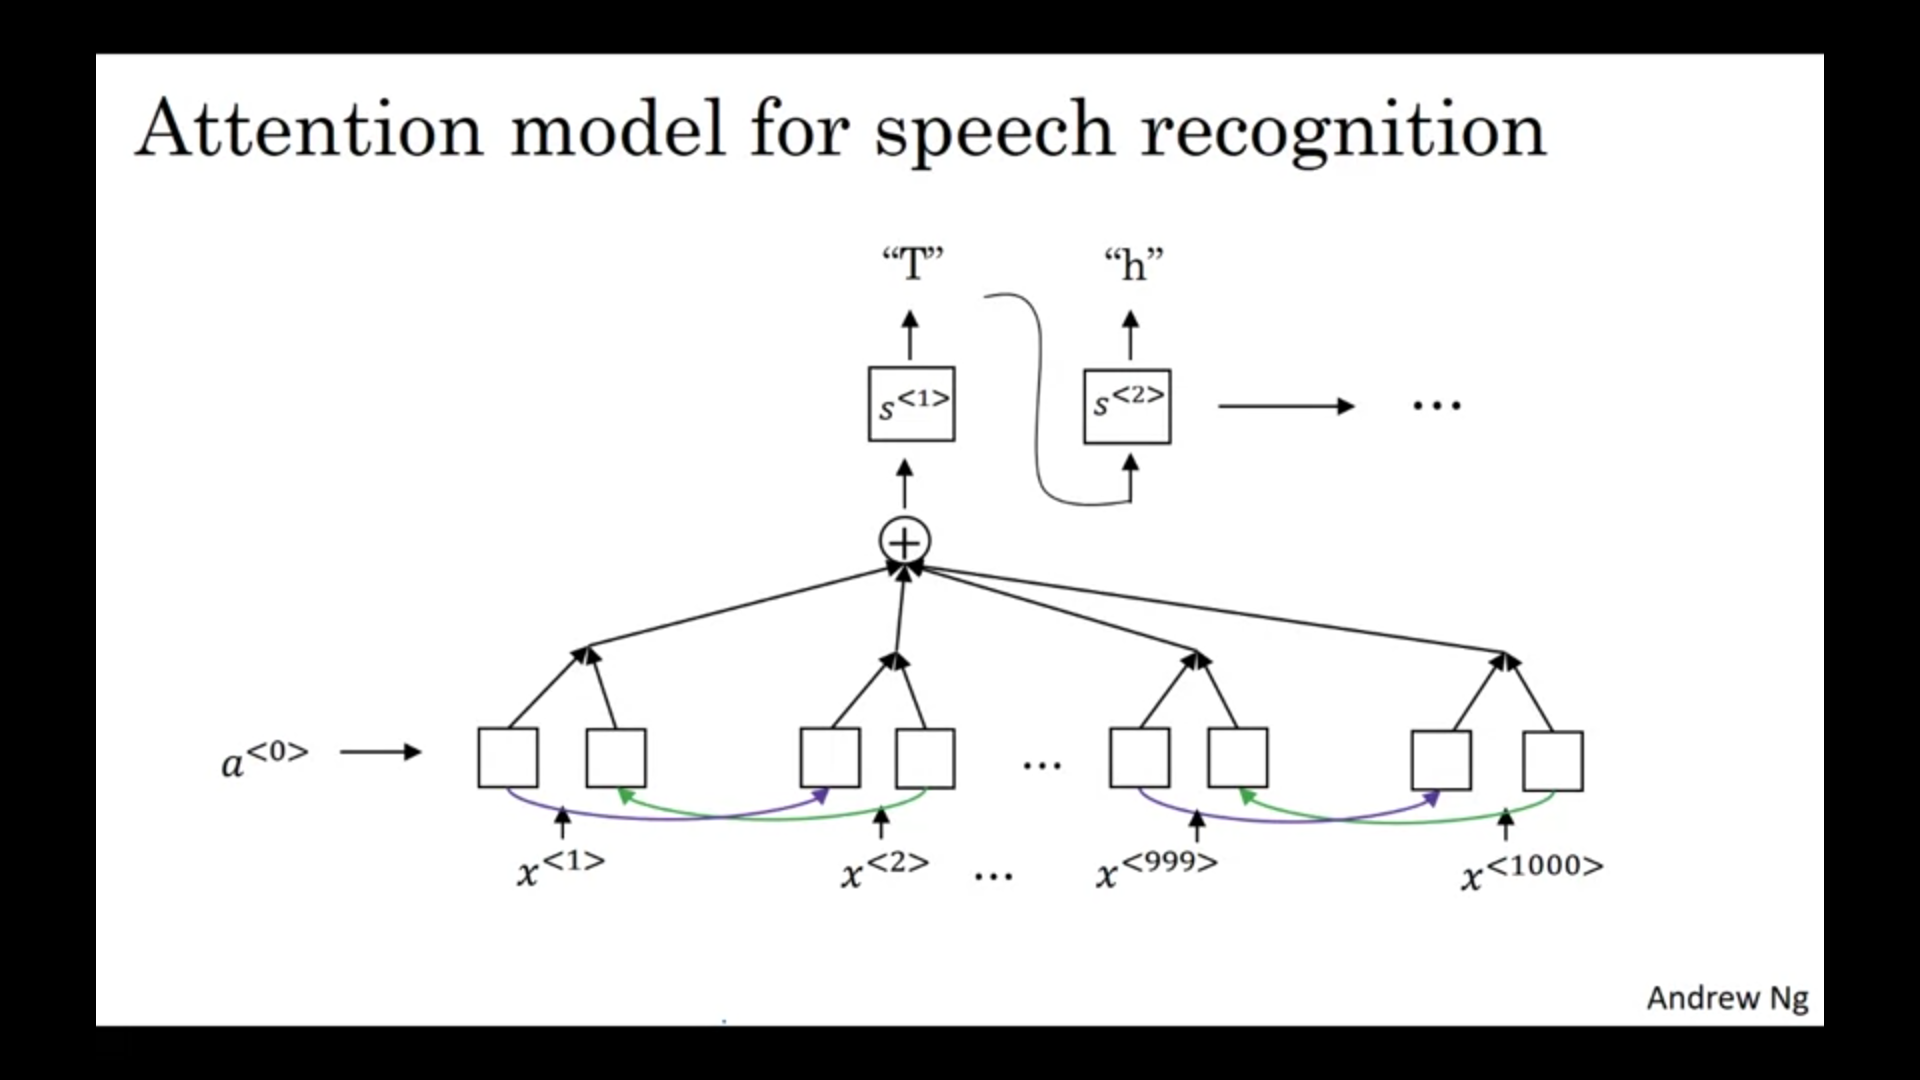 Attention model for speech recognition
“T” “h”
s<1> s<2> ...
+
a<0> ...
x<1> x<2> ... x<999> x<1000>
Andrew Ng